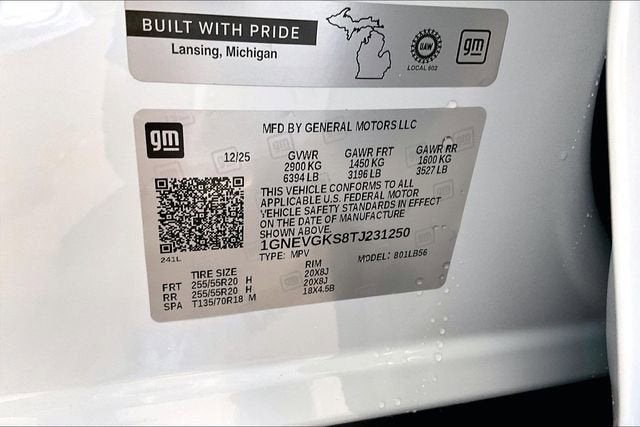 BUILT WITH PRIDE
Lansing, Michigan
UAW
LOCAL 602
gm
gm
MFD BY GENERAL MOTORS LLC
12/25 GVWR GAWR FRT GAWR RR
2900 KG 1450 KG 1600 KG
6394 LB 3196 LB 3527 LB
THIS VEHICLE CONFORMS TO ALL
APPLICABLE U.S. FEDERAL MOTOR
VEHICLE SAFETY STANDARDS IN EFFECT
ON THE DATE OF MANUFACTURE
SHOWN ABOVE.
1GNEVGKS8TJ231250
TYPE: MPV MODEL: 801LB56
241L
TIRE SIZE RIM
FRT 255/55R20 H 20X8J
RR 255/55R20 H 20X8J
SPA T135/70R18 M 18X4.5B